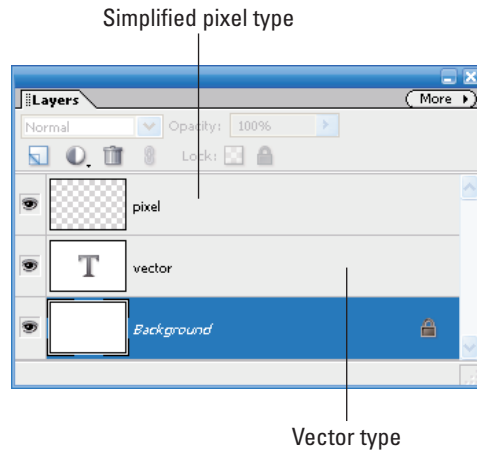 Simplified pixel type
Layers
More
Normal
Opacity: 100%
Lock:
pixel
T
vector
Background
Vector type